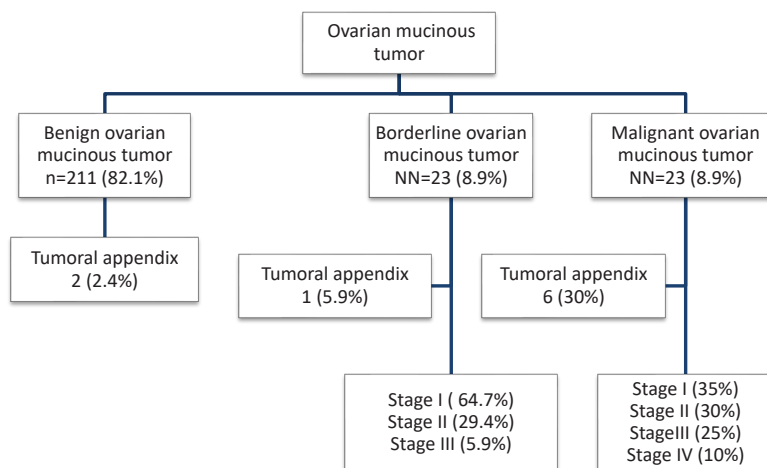 Ovarian mucinous
tumor
Benign ovarian
mucinous tumor
n=211 (82.1%)
Borderline ovarian
mucinous tumor
NN=23 (8.9%)
Malignant ovarian
mucinous tumor
NN=23 (8.9%)
Tumoral appendix
2 (2.4%)
Tumoral appendix
1 (5.9%)
Tumoral appendix
6 (30%)
Stage I ( 64.7%)
Stage II (29.4%)
Stage III (5.9%)
Stage I (35%)
Stage II (30%)
StageIII (25%)
Stage IV (10%)